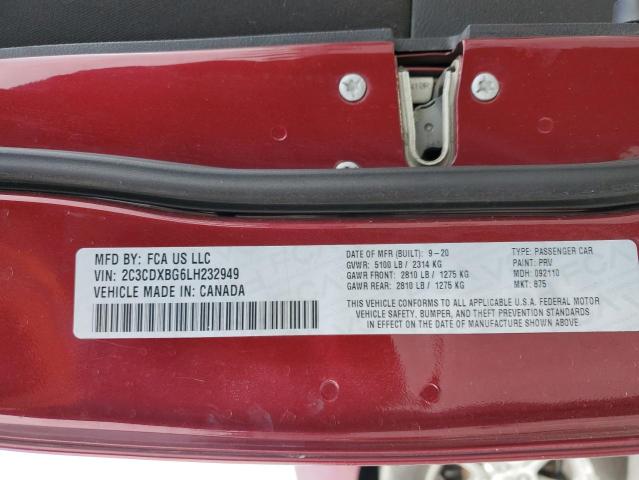 MFD BY: FCA US LLC
VIN: 2C3CDXBG6LH232949
VEHICLE MADE IN: CANADA
DATE OF MFR (BUILT): 9-20
GVWR: 5100 LB / 2314 KG
GAWR FRONT: 2810 LB / 1275 KG
GAWR REAR: 2810 LB / 1275 KG
TYPE: PASSENGER CAR
PAINT: PRV
MDH: 092110
MKT: 875
THIS VEHICLE CONFORMS TO ALL APPLICABLE U.S.A. FEDERAL MOTOR
VEHICLE SAFETY, BUMPER, AND THEFT PREVENTION STANDARDS
IN EFFECT ON THE DATE OF MANUFACTURE SHOWN ABOVE.